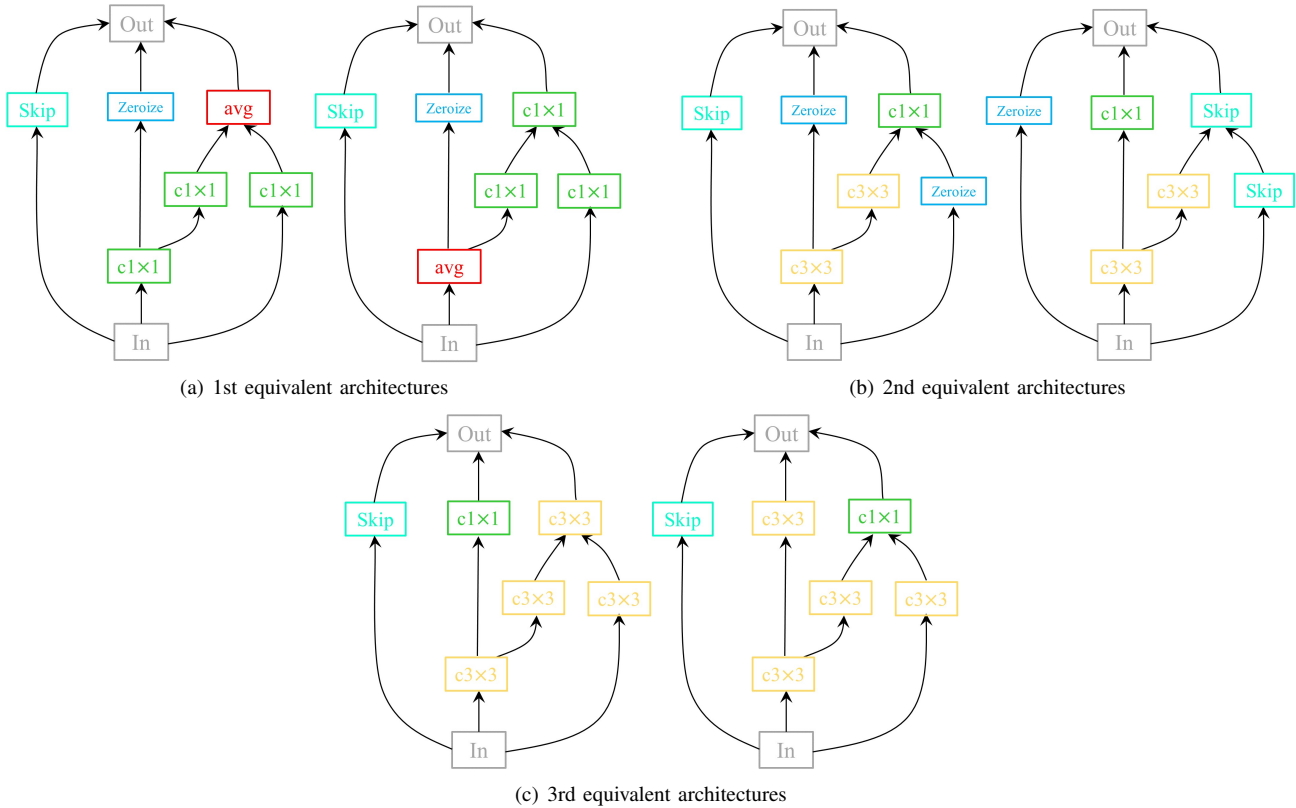 Out Out Out Out
Skip Zeroize avg Skip Zeroize c1×1 Skip Zeroize c1×1 Zeroize c1×1 Skip
c1×1 c1×1 c1×1 c1×1 c3×3 Zeroize c3×3 Skip
c1×1 avg c3×3 c3×3
In In In In
(a) 1st equivalent architectures (b) 2nd equivalent architectures
Out Out
Skip c1×1 c3×3 Skip c3×3 c1×1
c3×3 c3×3 c3×3 c3×3
c3×3 c3×3
In In
(c) 3rd equivalent architectures